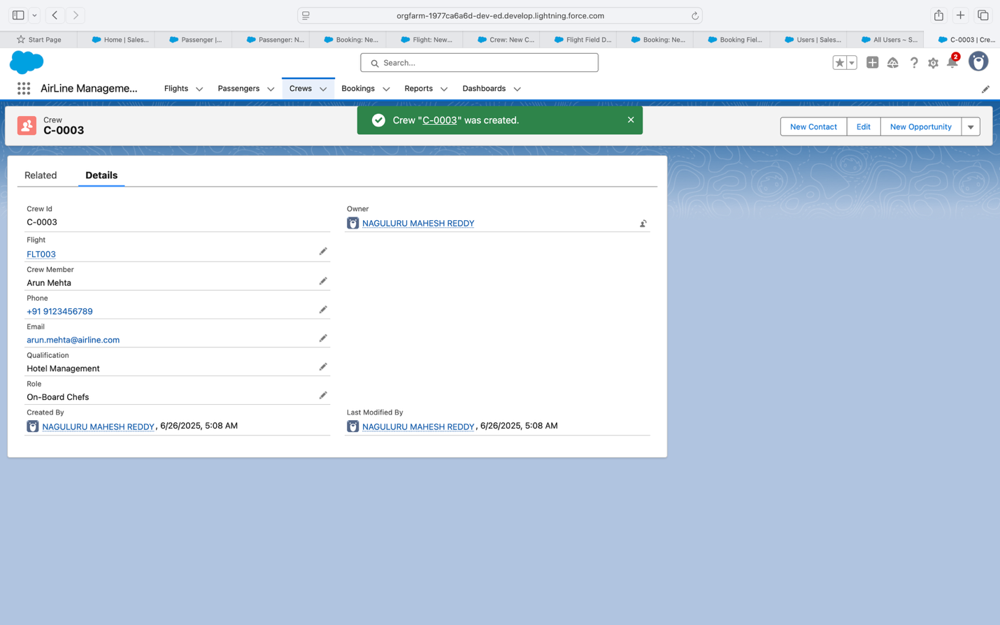 orgfarm-1977ca6a6d-dev-ed.develop.lightning.force.com
Start Page
Home | Sales...
Passenger |...
Passenger: N...
Booking: Ne...
Flight: New...
Crew: New C...
Flight Field D...
Booking: Ne...
Booking Fiel...
Users | Sales...
All Users ~ S...
C-0003 | Cre...
Search...
2
AirLine Manageme...
Flights
Passengers
Crews
Bookings
Reports
Dashboards
Crew
C-0003
Crew "C-0003" was created.
New Contact
Edit
New Opportunity
Related
Details
Crew Id
C-0003
Owner
NAGULURU MAHESH REDDY
Flight
FLT003
Crew Member
Arun Mehta
Phone
+91 9123456789
Email
arun.mehta@airline.com
Qualification
Hotel Management
Role
On-Board Chefs
Created By
NAGULURU MAHESH REDDY, 6/26/2025, 5:08 AM
Last Modified By
NAGULURU MAHESH REDDY, 6/26/2025, 5:08 AM